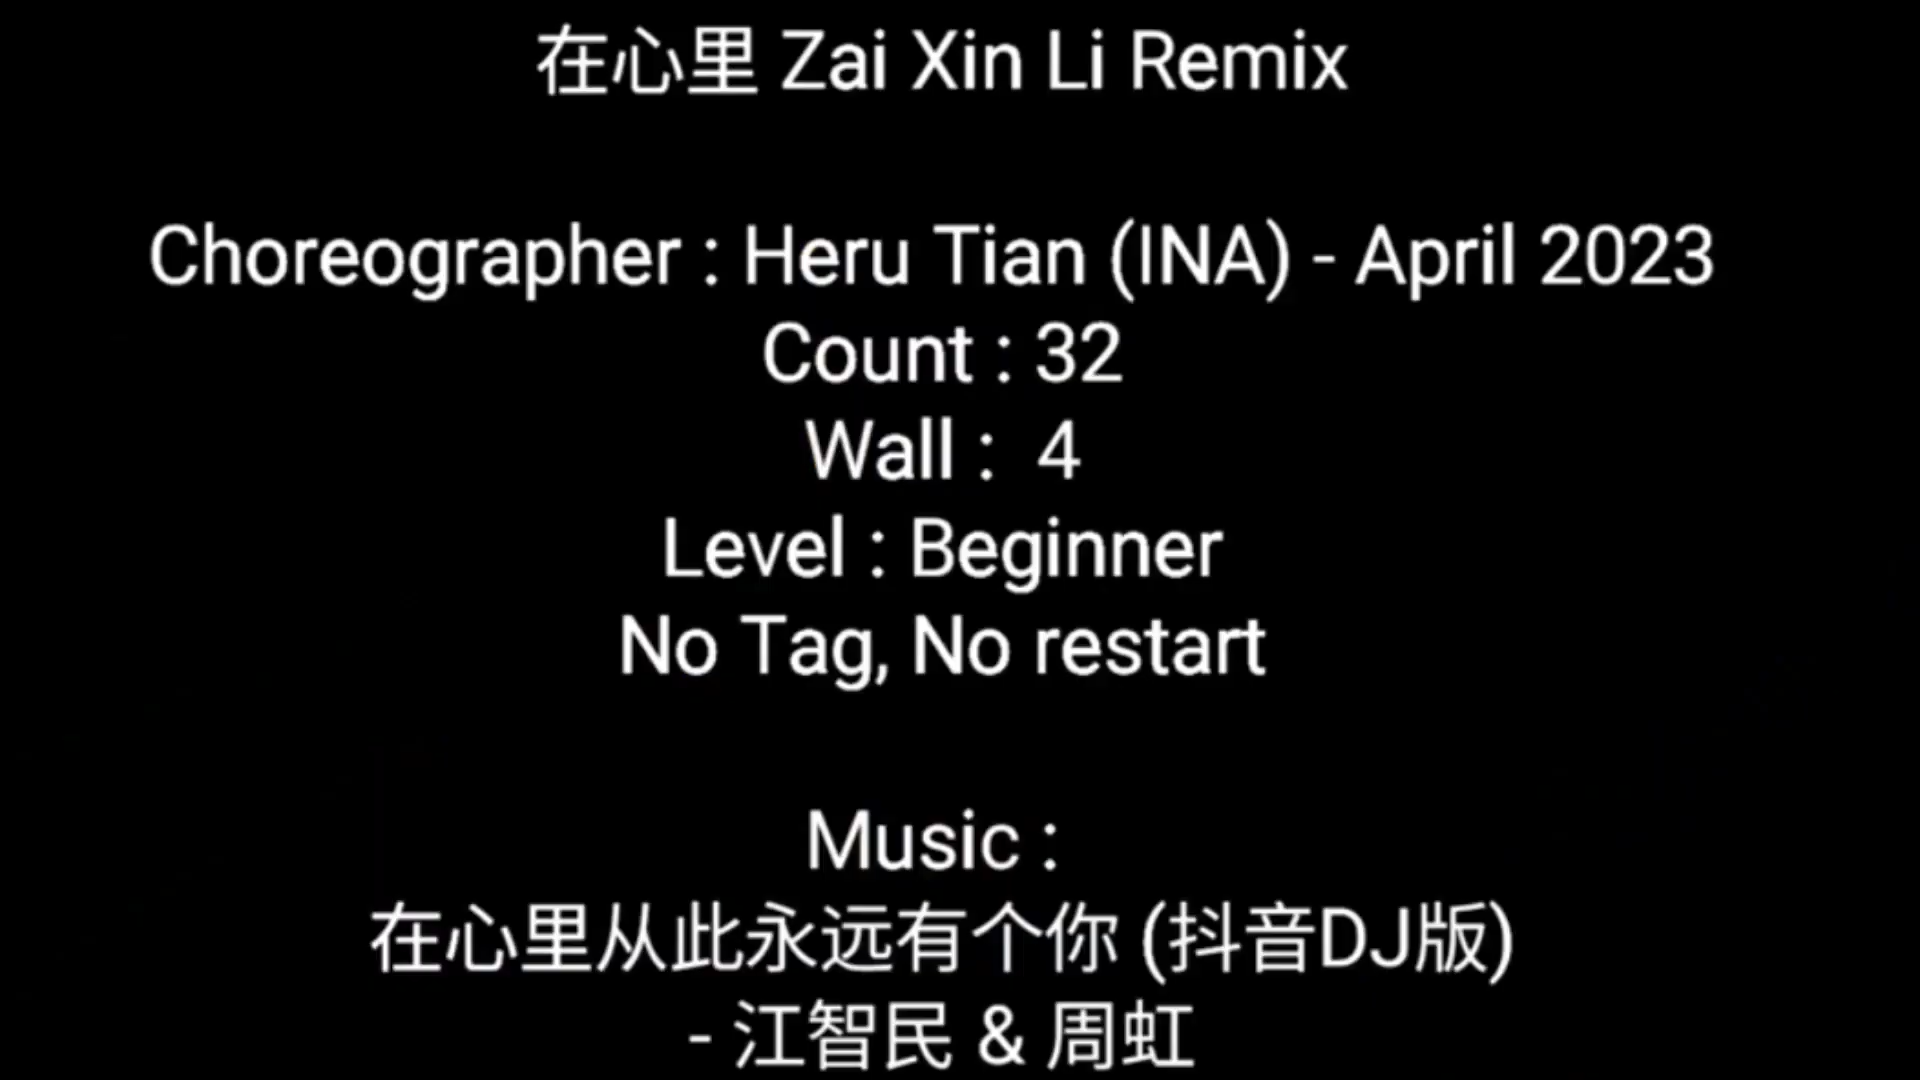 在心里 Zai Xin Li Remix
Choreographer : Heru Tian (INA) - April 2023
Count : 32
Wall :  4
Level : Beginner
No Tag, No restart
Music :
在心里从此永远有个你 (抖音DJ版)
- 江智民 & 周虹